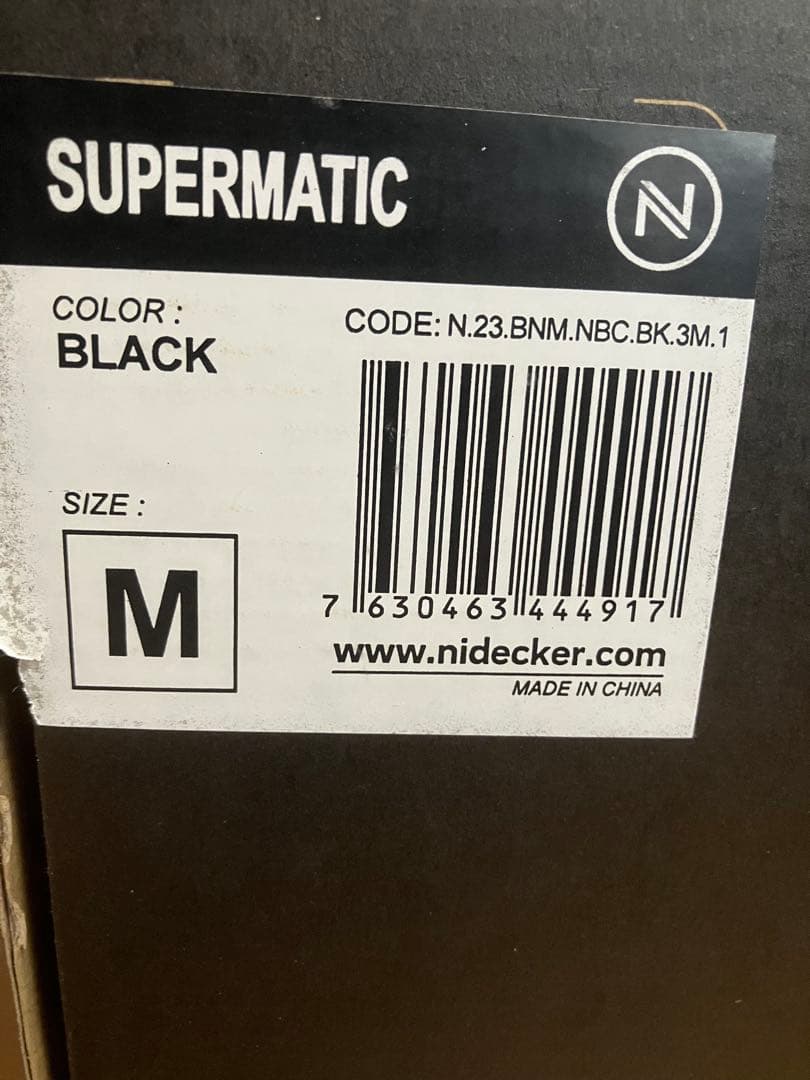 SUPERMATIC
N
COLOR :
BLACK
CODE: N.23.BNM.NBC.BK.3M.1
SIZE :
M
7 630463 444917
www.nidecker.com
MADE IN CHINA